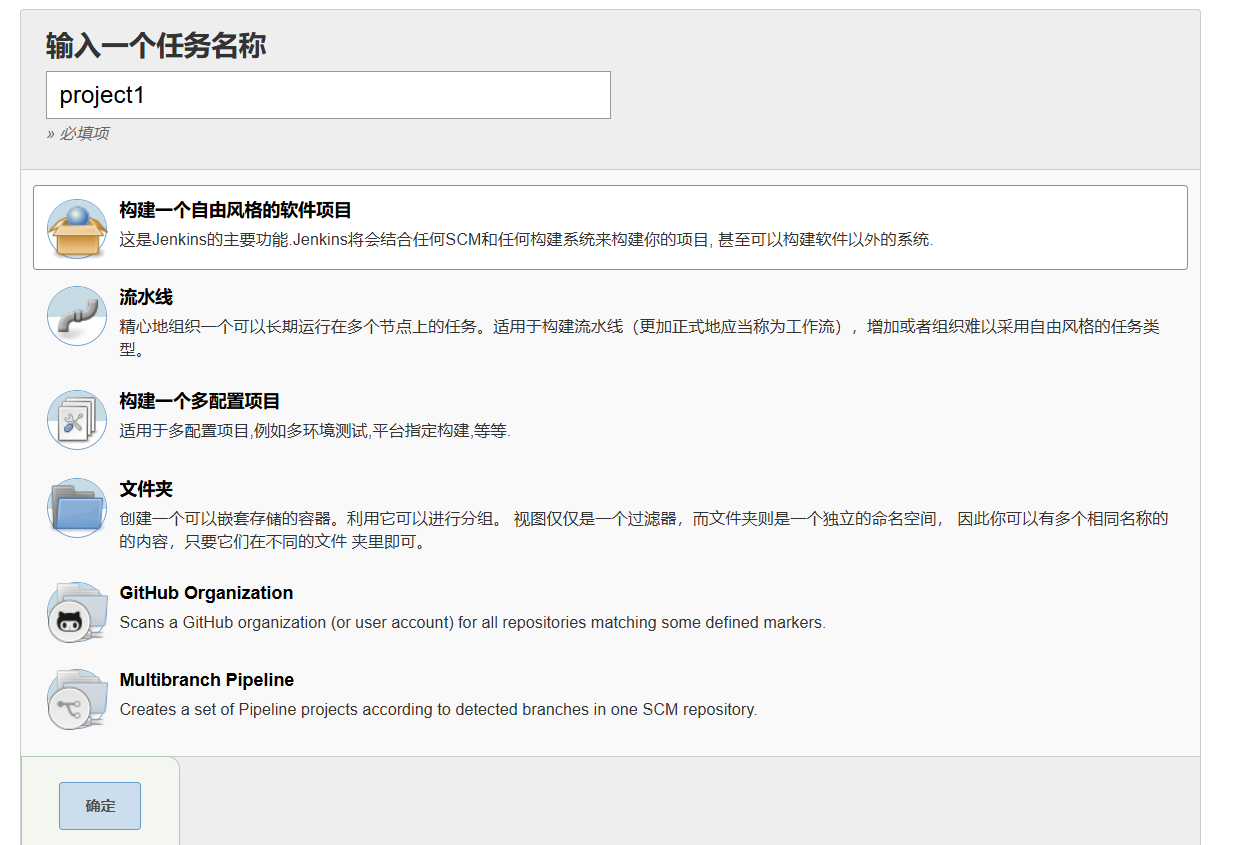 输入一个任务名称
project1
» 必填项
构建一个自由风格的软件项目
这是Jenkins的主要功能.Jenkins将会结合任何SCM和任何构建系统来构建你的项目, 甚至可以构建软件以外的系统.
流水线
精心地组织一个可以长期运行在多个节点上的任务。适用于构建流水线（更加正式地应当称为工作流），增加或者组织难以采用自由风格的任务类
型。
构建一个多配置项目
适用于多配置项目,例如多环境测试,平台指定构建,等等.
文件夹
创建一个可以嵌套存储的容器。利用它可以进行分组。 视图仅仅是一个过滤器，而文件夹则是一个独立的命名空间， 因此你可以有多个相同名称的
的内容，只要它们在不同的文件 夹里即可。
GitHub Organization
Scans a GitHub organization (or user account) for all repositories matching some defined markers.
Multibranch Pipeline
Creates a set of Pipeline projects according to detected branches in one SCM repository.
确定